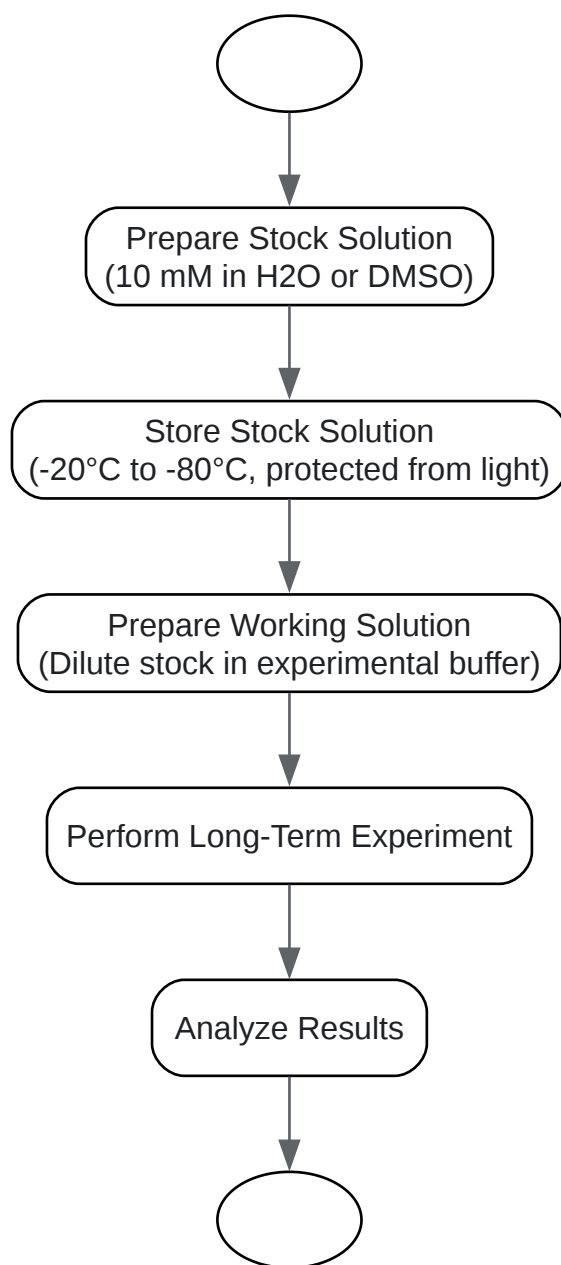 Prepare Stock Solution
(10 mM in H2O or DMSO)
Store Stock Solution
(-20°C to -80°C, protected from light)
Prepare Working Solution
(Dilute stock in experimental buffer)
Perform Long-Term Experiment
Analyze Results